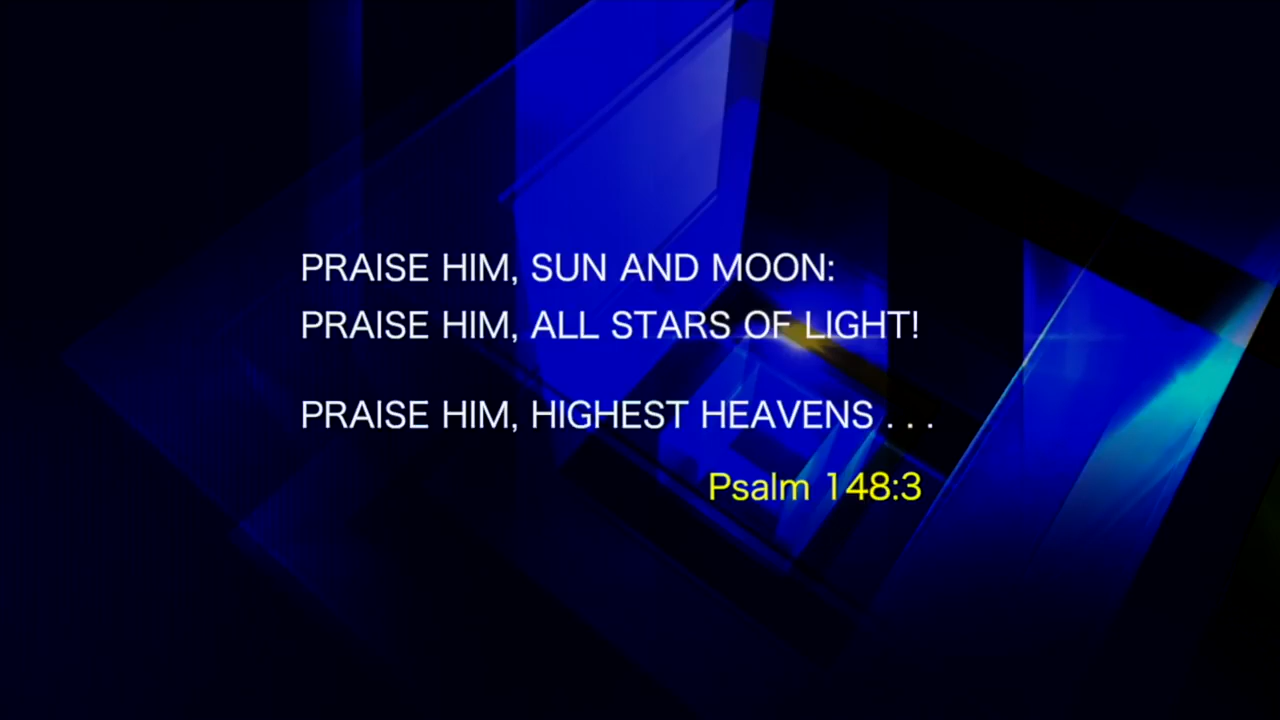 PRAISE HIM, SUN AND MOON:
PRAISE HIM, ALL STARS OF LIGHT!
PRAISE HIM, HIGHEST HEAVENS . . .
Psalm 148:3